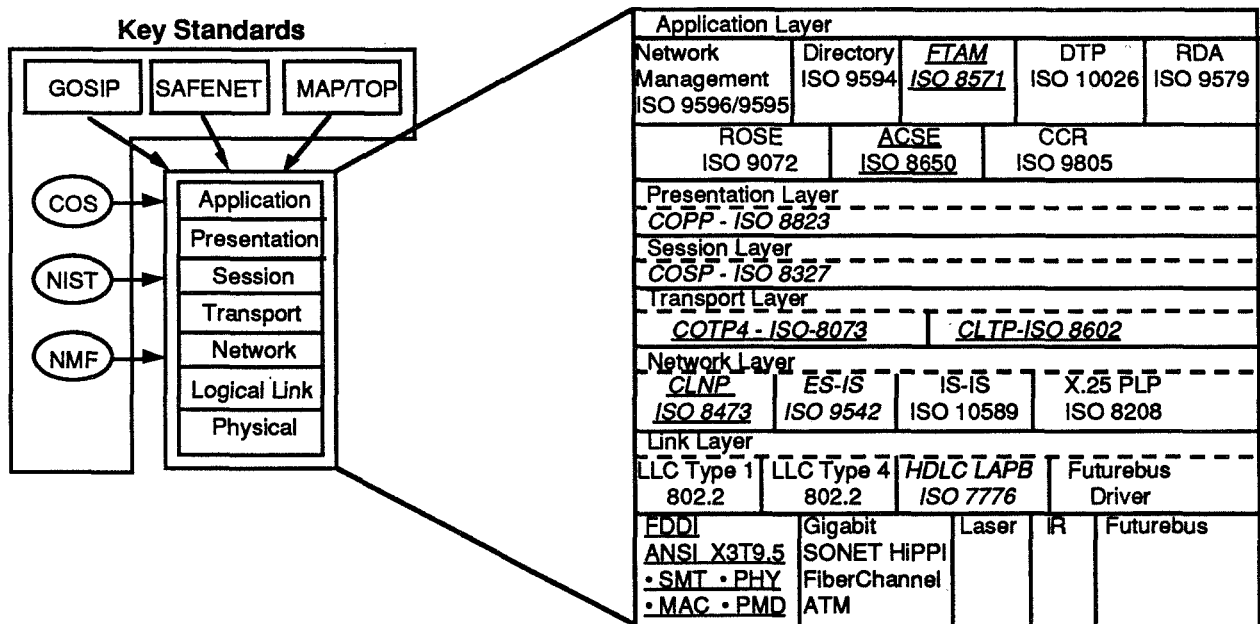 Key Standards
GOSIP
SAFENET
MAP/TOP
COS
NIST
NMF
Application
Presentation
Session
Transport
Network
Logical Link
Physical
Application Layer
Network
Management
ISO 9596/9595
Directory
ISO 9594
FTAM
ISO 8571
DTP
ISO 10026
RDA
ISO 9579
ROSE
ISO 9072
ACSE
ISO 8650
CCR
ISO 9805
Presentation Layer
COPP - ISO 8823
Session Layer
COSP - ISO 8327
Transport Layer
COTP4 - ISO-8073
CLTP-ISO 8602
Network Layer
CLNP
ISO 8473
ES-IS
ISO 9542
IS-IS
ISO 10589
X.25 PLP
ISO 8208
Link Layer
LLC Type 1
802.2
LLC Type 4
802.2
HDLC LAPB
ISO 7776
Futurebus
Driver
FDDI
ANSI X3T9.5
• SMT • PHY
• MAC • PMD
Gigabit
SONET HiPPI
FiberChannel
ATM
Laser
IR
Futurebus